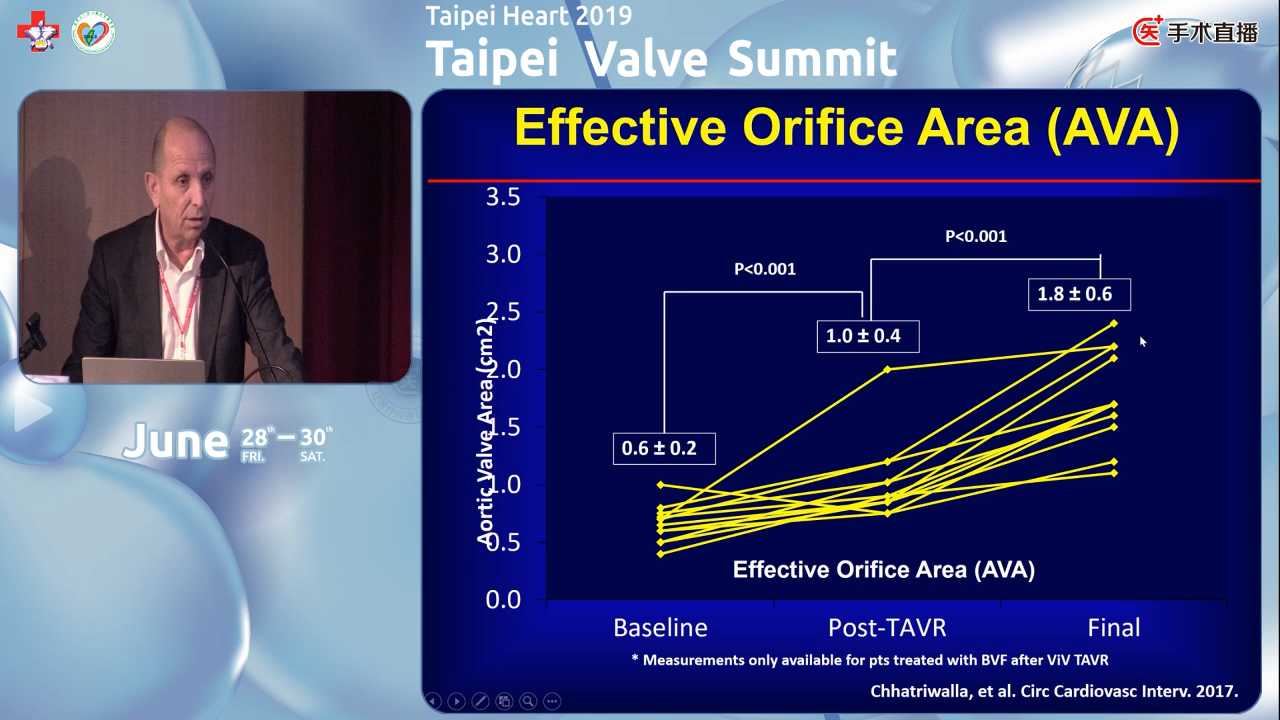 Taipei Heart 2019
Taipei Valve Summit
手术直播
June 28th — 30th
FRI. SAT.
Effective Orifice Area (AVA)
Aortic Valve Area (cm2)
3.5
3.0
2.5
2.0
1.5
1.0
0.5
0.0
P<0.001
P<0.001
1.8 ± 0.6
1.0 ± 0.4
0.6 ± 0.2
Effective Orifice Area (AVA)
Baseline Post-TAVR Final
* Measurements only available for pts treated with BVF after ViV TAVR
Chhatriwalla, et al. Circ Cardiovasc Interv. 2017.